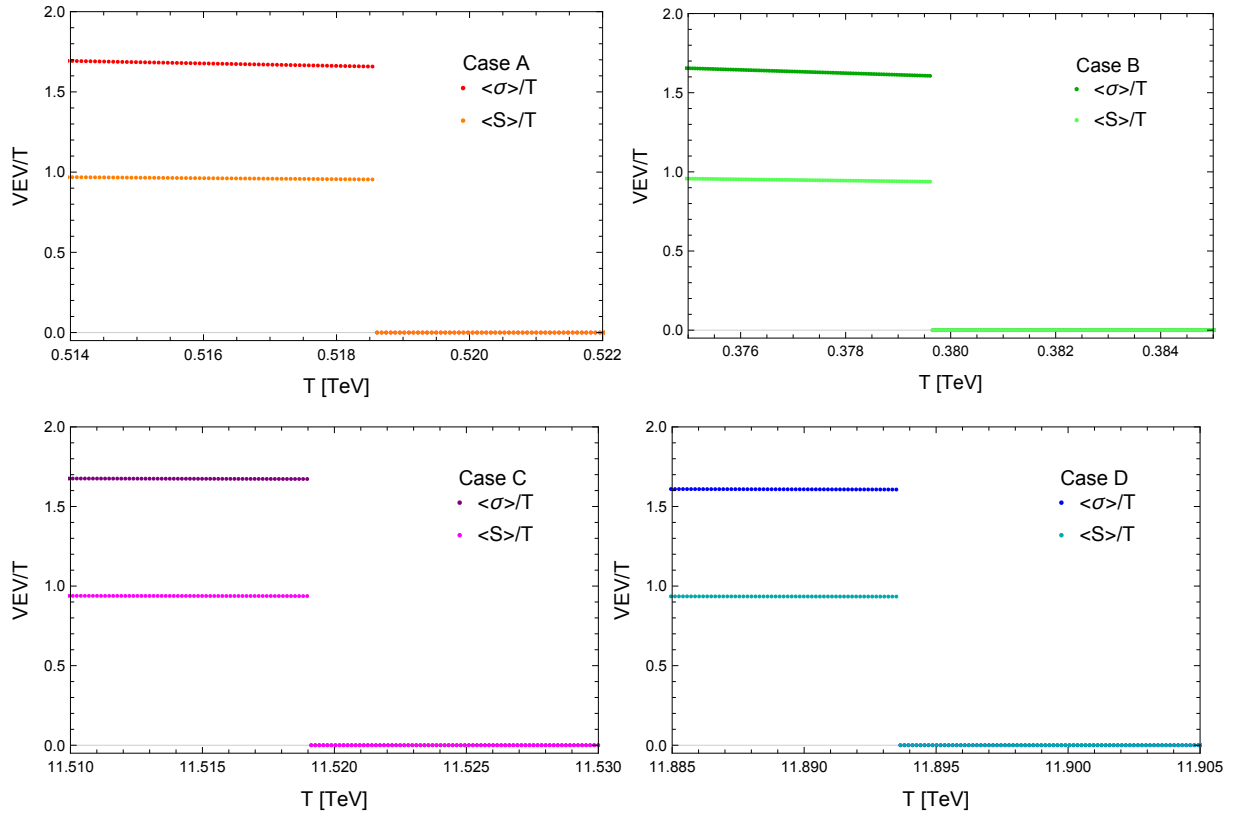 Case A
<σ>/T
<S>/T
VEV/T
2.0
1.5
1.0
0.5
0.0
0.514 0.516 0.518 0.520 0.522
T [TeV]
Case B
<σ>/T
<S>/T
VEV/T
2.0
1.5
1.0
0.5
0.0
0.376 0.378 0.380 0.382 0.384
T [TeV]
Case C
<σ>/T
<S>/T
VEV/T
2.0
1.5
1.0
0.5
0.0
11.510 11.515 11.520 11.525 11.530
T [TeV]
Case D
<σ>/T
<S>/T
VEV/T
2.0
1.5
1.0
0.5
0.0
11.885 11.890 11.895 11.900 11.905
T [TeV]